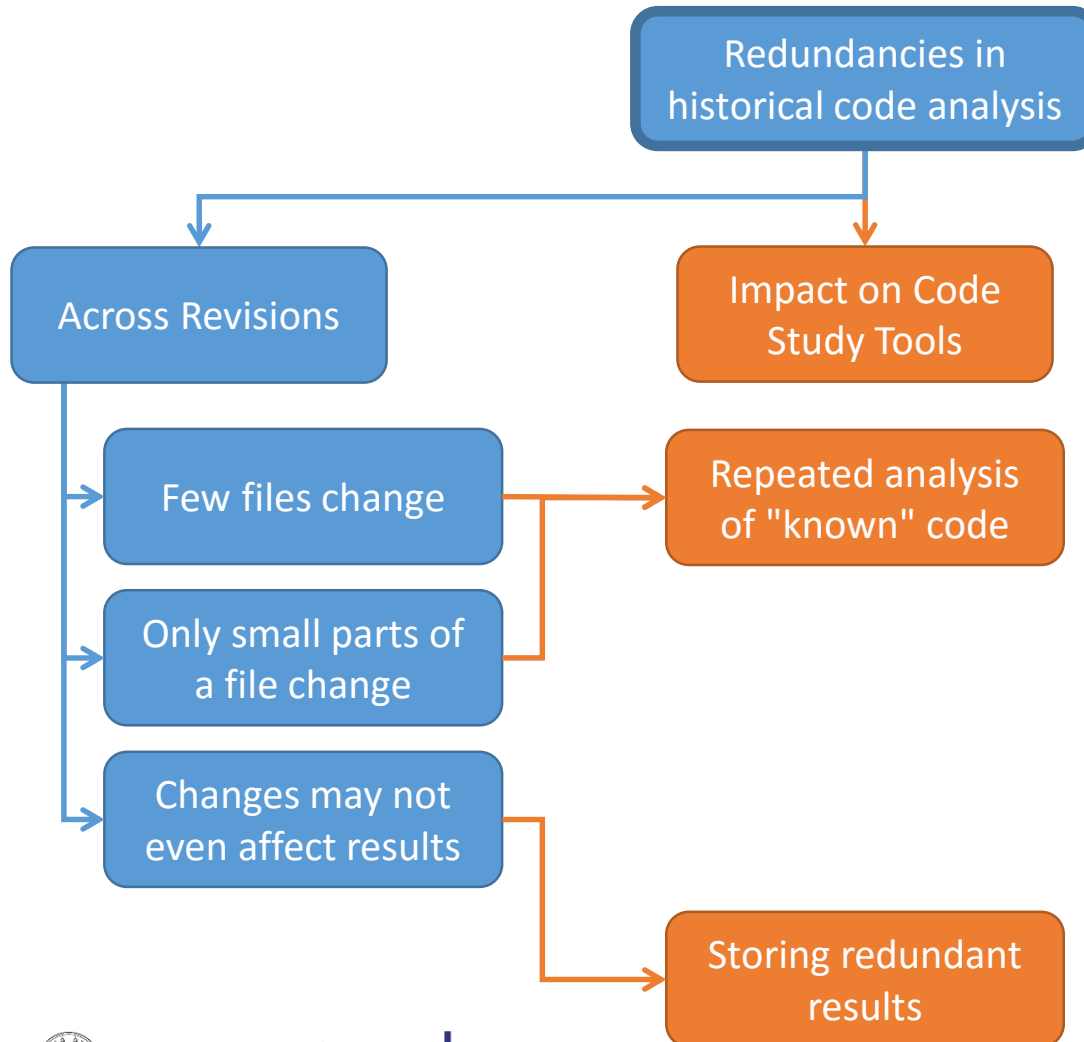 Redundancies in
historical code analysis
Across Revisions
Impact on Code
Study Tools
Few files change
Repeated analysis
of "known" code
Only small parts of
a file change
Changes may not
even affect results
Storing redundant
results